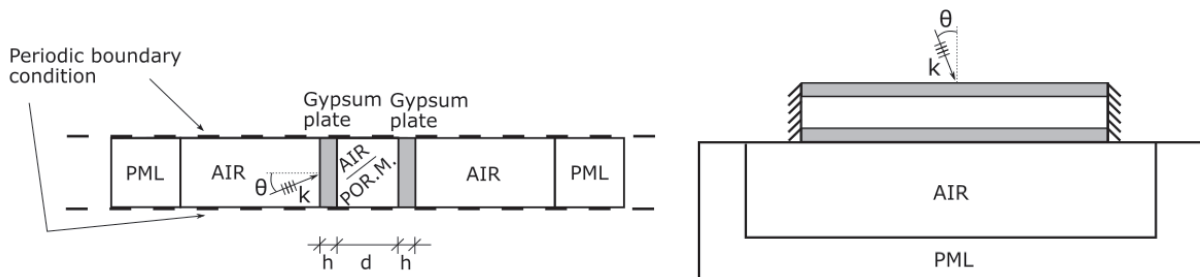 Periodic boundary
condition
Gypsum
plate
Gypsum
plate
PML
AIR
θ
k
AIR
POR.M.
AIR
PML
h
d
h
θ
k
AIR
PML